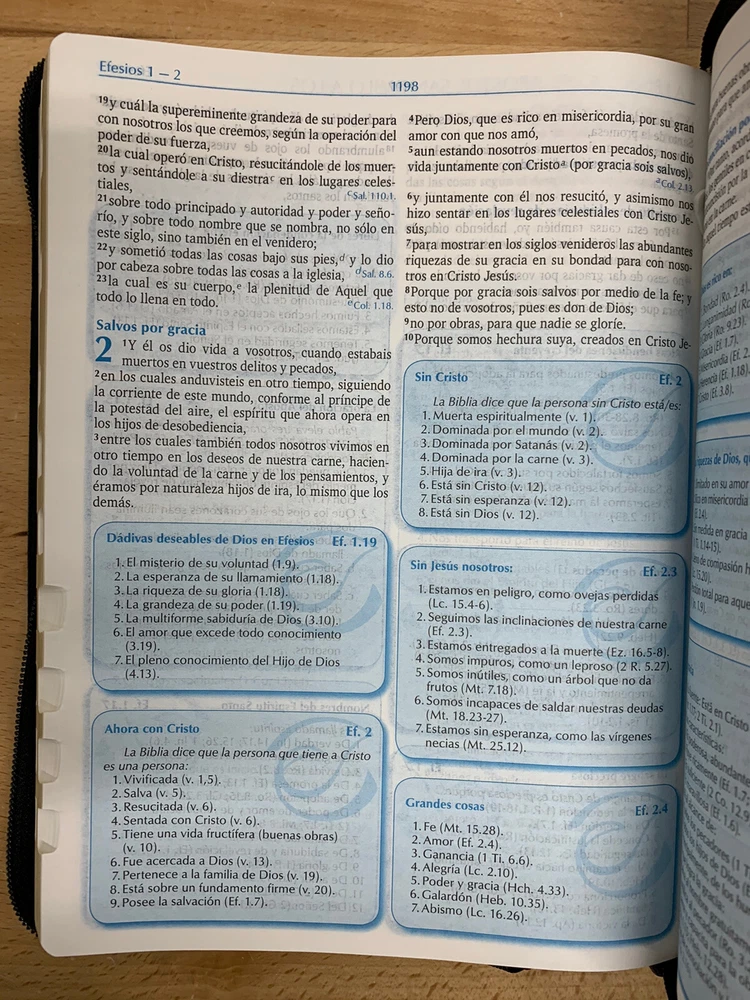 Efesios 1 — 2
1198
19y cuál la supereminente grandeza de su poder para
con nosotros los que creemos, según la operación del
poder de su fuerza,
20la cual operó en Cristo, resucitándole de los muer-
tos y sentándole a su diestrac en los lugares celes-
tiales,
cSal. 110.1.
21sobre todo principado y autoridad y poder y seño-
río, y sobre todo nombre que se nombra, no sólo en
este siglo, sino también en el venidero;
22y sometió todas las cosas bajo sus pies,d y lo dio
por cabeza sobre todas las cosas a la iglesia,
dSal. 8.6.
23la cual es su cuerpo,e la plenitud de Aquel que
todo lo llena en todo.
eCol. 1.18.
Salvos por gracia
2 1Y él os dio vida a vosotros, cuando estabais
muertos en vuestros delitos y pecados,
2en los cuales anduvisteis en otro tiempo, siguiendo
la corriente de este mundo, conforme al príncipe de
la potestad del aire, el espíritu que ahora opera en
los hijos de desobediencia,
3entre los cuales también todos nosotros vivimos en
otro tiempo en los deseos de nuestra carne, hacien-
do la voluntad de la carne y de los pensamientos, y
éramos por naturaleza hijos de ira, lo mismo que los
demás.
Dádivas deseables de Dios en Efesios Ef. 1.19
1. El misterio de su voluntad (1.9).
2. La esperanza de su llamamiento (1.18).
3. La riqueza de su gloria (1.18).
4. La grandeza de su poder (1.19).
5. La multiforme sabiduría de Dios (3.10).
6. El amor que excede todo conocimiento
(3.19).
7. El pleno conocimiento del Hijo de Dios
(4.13).
Ahora con Cristo Ef. 2
La Biblia dice que la persona que tiene a Cristo
es una persona:
1. Vivificada (v. 1,5).
2. Salva (v. 5).
3. Resucitada (v. 6).
4. Sentada con Cristo (v. 6).
5. Tiene una vida fructífera (buenas obras)
(v. 10).
6. Fue acercada a Dios (v. 13).
7. Pertenece a la familia de Dios (v. 19).
8. Está sobre un fundamento firme (v. 20).
9. Posee la salvación (Ef. 1.7).
4Pero Dios, que es rico en misericordia, por su gran
amor con que nos amó,
5aun estando nosotros muertos en pecados, nos dio
vida juntamente con Cristoa (por gracia sois salvos),
aCol. 2.13.
6y juntamente con él nos resucitó, y asimismo nos
hizo sentar en los lugares celestiales con Cristo Je-
sús,
7para mostrar en los siglos venideros las abundantes
riquezas de su gracia en su bondad para con noso-
tros en Cristo Jesús.
8Porque por gracia sois salvos por medio de la fe; y
esto no de vosotros, pues es don de Dios;
9no por obras, para que nadie se gloríe.
10Porque somos hechura suya, creados en Cristo Je-
Sin Cristo Ef. 2
La Biblia dice que la persona sin Cristo está/es:
1. Muerta espiritualmente (v. 1).
2. Dominada por el mundo (v. 2).
3. Dominada por Satanás (v. 2).
4. Dominada por la carne (v. 3).
5. Hija de ira (v. 3).
6. Está sin Cristo (v. 12).
7. Está sin esperanza (v. 12).
8. Está sin Dios (v. 12).
Sin Jesús nosotros: Ef. 2.3
1. Estamos en peligro, como ovejas perdidas
(Lc. 15.4-6).
2. Seguimos las inclinaciones de nuestra carne
(Ef. 2.3).
3. Estamos entregados a la muerte (Ez. 16.5-8).
4. Somos impuros, como un leproso (2 R. 5.27).
5. Somos inútiles, como un árbol que no da
frutos (Mt. 7.18).
6. Somos incapaces de saldar nuestras deudas
(Mt. 18.23-27).
7. Estamos sin esperanza, como las vírgenes
necias (Mt. 25.12).
Grandes cosas Ef. 2.4
1. Fe (Mt. 15.28).
2. Amor (Ef. 2.4).
3. Ganancia (1 Ti. 6.6).
4. Alegría (Lc. 2.10).
5. Poder y gracia (Hch. 4.33).
6. Galardón (Heb. 10.35).
7. Abismo (Lc. 16.26).